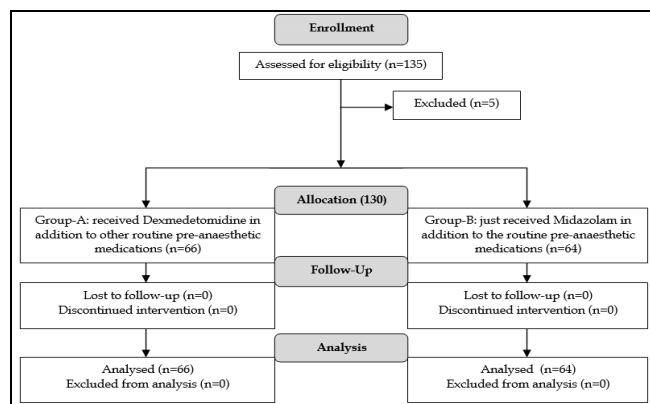 Enrollment
Assessed for eligibility (n=135)
Excluded (n=5)
Allocation (130)
Group-A: received Dexmedetomidine in
addition to other routine pre-anaesthetic
medications (n=66)
Group-B: just received Midazolam in
addition to the routine pre-anaesthetic
medications (n=64)
Follow-Up
Lost to follow-up (n=0)
Discontinued intervention (n=0)
Lost to follow-up (n=0)
Discontinued intervention (n=0)
Analysis
Analysed (n=66)
Excluded from analysis (n=0)
Analysed (n=64)
Excluded from analysis (n=0)